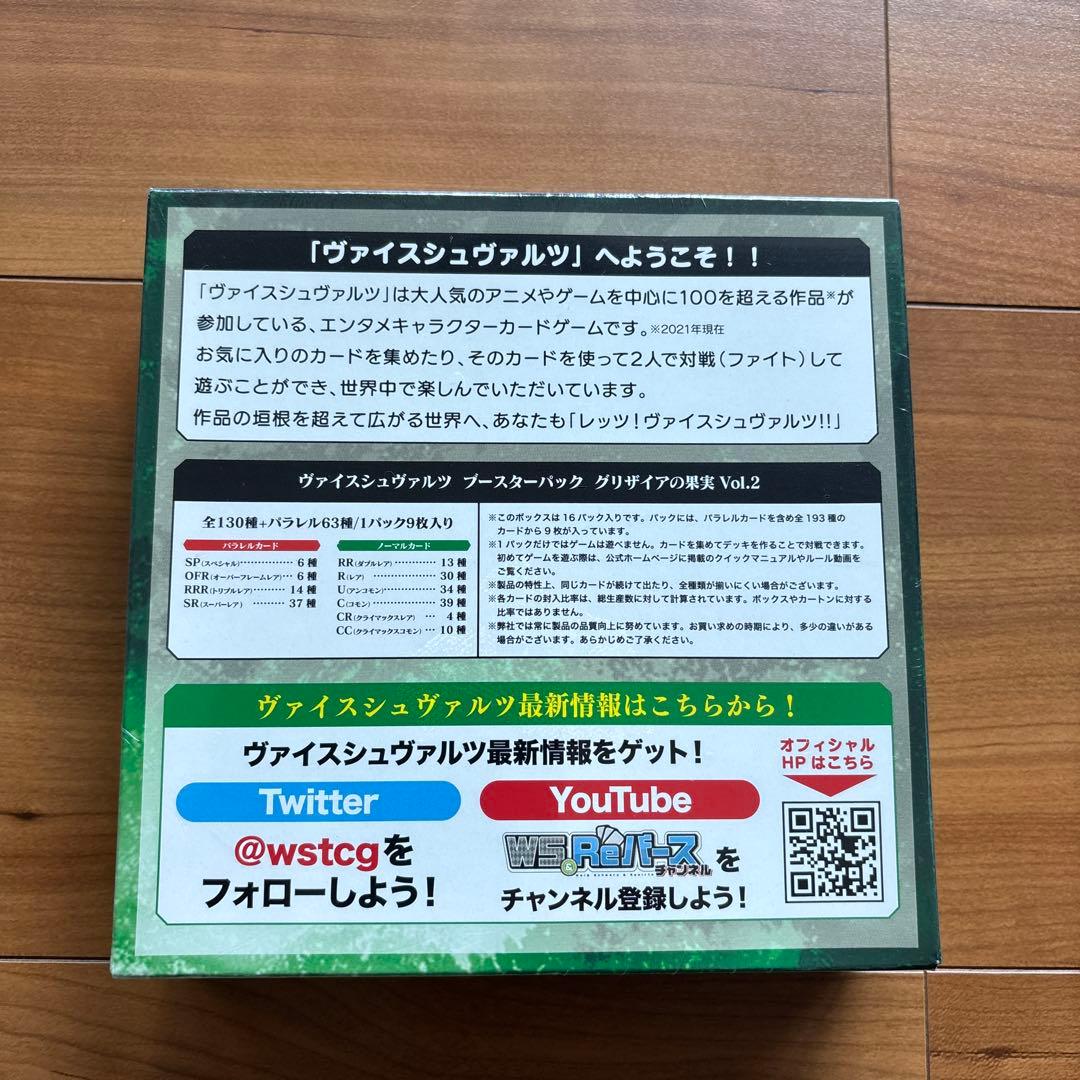 「ヴァイスシュヴァルツ」へようこそ！！
「ヴァイスシュヴァルツ」は大人気のアニメやゲームを中心に100を超える作品※が
参加している、エンタメキャラクターカードゲームです。※2021年現在
お気に入りのカードを集めたり、そのカードを使って2人で対戦（ファイト）して
遊ぶことができ、世界中で楽しんでいただいています。
作品の垣根を超えて広がる世界へ、あなたも「レッツ！ヴァイスシュヴァルツ!!」
ヴァイスシュヴァルツ ブースターパック グリザイアの果実 Vol.2
全130種+パラレル63種/1パック9枚入り
パラレルカード
SP(スペシャル)………… 6種
OFR(オーバーフレームレア)… 6種
RRR(トリプルレア)……… 14種
SR(スーパーレア) ……… 37種
ノーマルカード
RR(ダブルレア)………… 13種
R(レア) ………… 30種
U(アンコモン)………… 34種
C(コモン)………… 39種
CR(クライマックスレア) … 4種
CC(クライマックスコモン) … 10種
※このボックスは16パック入りです。パックには、パラレルカードを含め全193種の
カードから9枚が入っています。
※1パックだけではゲームは遊べません。カードを集めてデッキを作ることで対戦できます。
初めてゲームを遊ぶ際は、公式ホームページに掲載のクイックマニュアルやルール動画を
ご覧ください。
※製品の特性上、同じカードが続けて出たり、全種類が揃いにくい場合がございます。
※各カードの封入比率は、総生産数に対して計算されています。ボックスやカートンに対する
比率ではありません。
※弊社では常に製品の品質向上に努めています。お買い求めの時期により、多少の違いがある
場合がございます。あらかじめご了承ください。
ヴァイスシュヴァルツ最新情報はこちらから！
ヴァイスシュヴァルツ最新情報をゲット！
Twitter
@wstcgを
フォローしよう！
YouTube
WS&Reバース
チャンネル
を
チャンネル登録しよう！
オフィシャル
HPはこちら